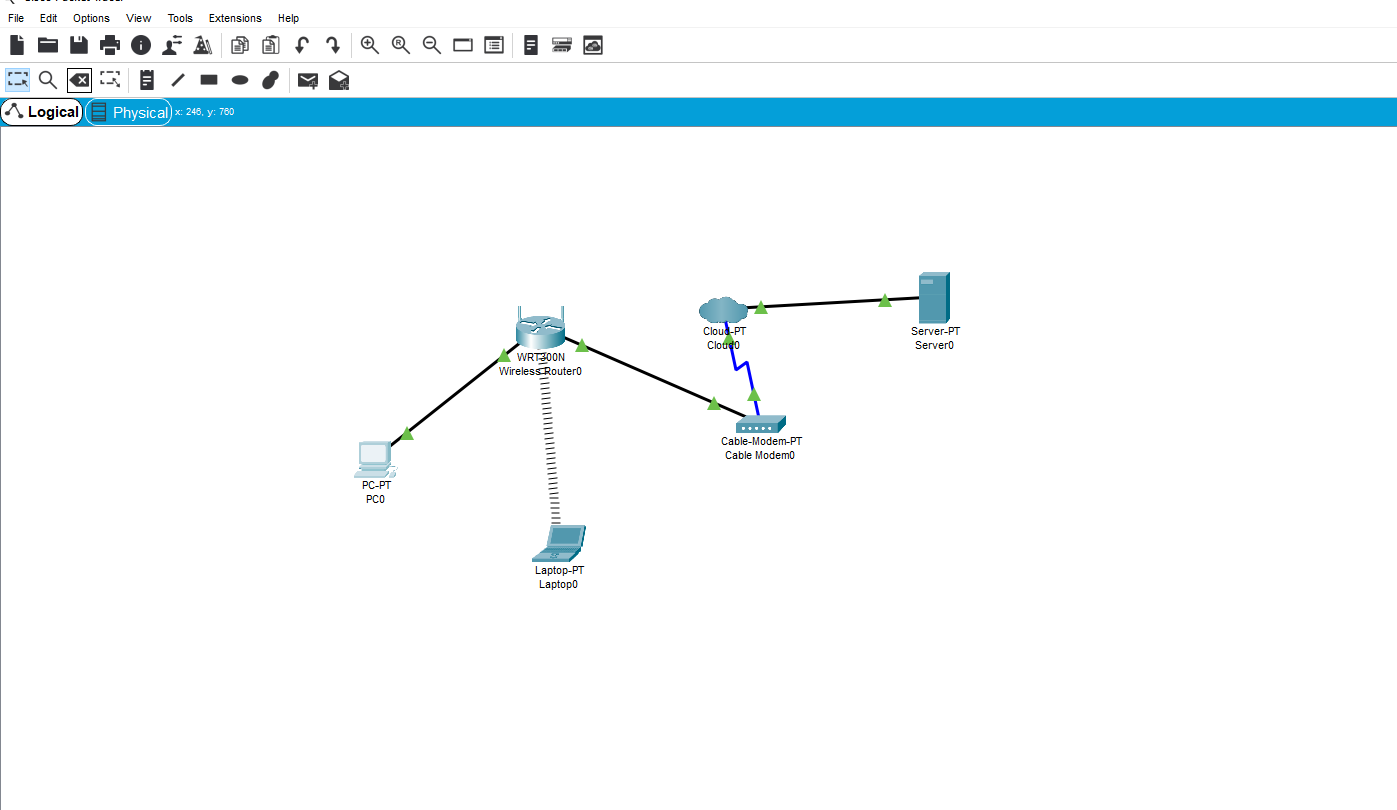 File Edit Options View Tools Extensions Help
Logical Physical x: 246, y: 760
Cloud-PT
Cloud0
Server-PT
Server0
WRT300N
Wireless Router0
Cable-Modem-PT
Cable Modem0
PC-PT
PC0
Laptop-PT
Laptop0